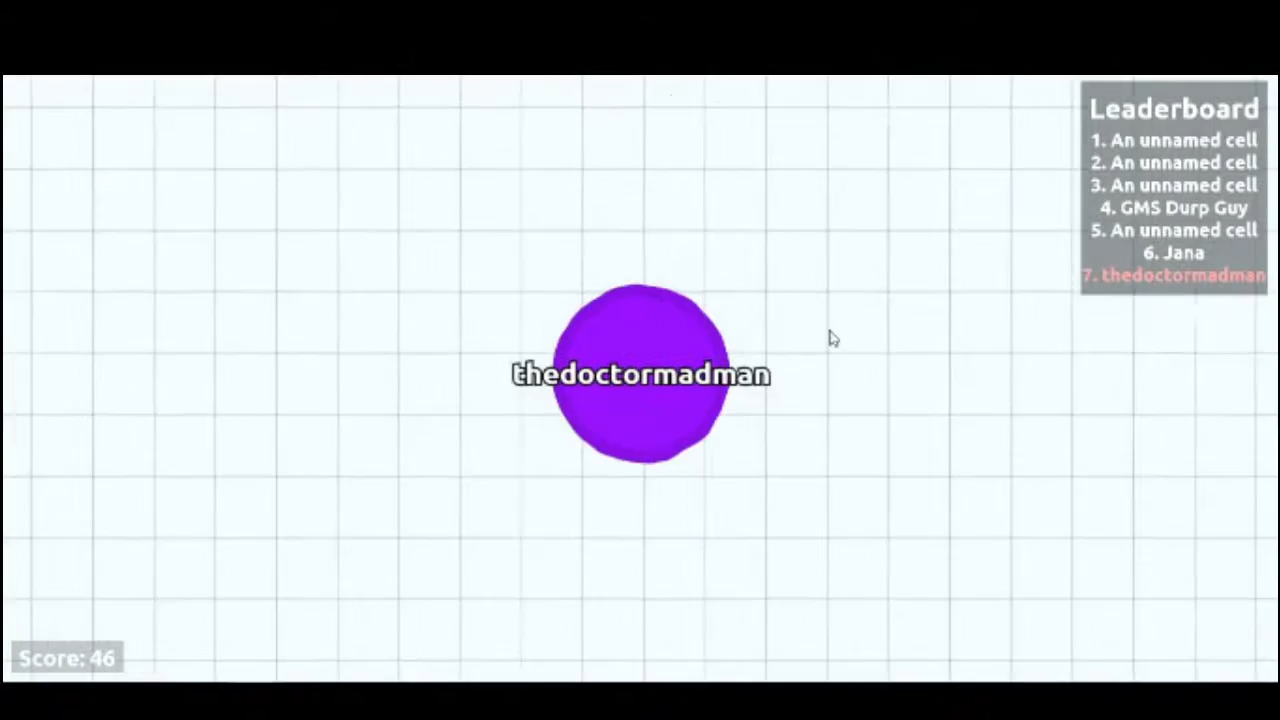 Leaderboard
1. An unnamed cell
2. An unnamed cell
3. An unnamed cell
4. GMS Durp Guy
5. An unnamed cell
6. Jana
7. thedoctormadman
thedoctormadman
Score: 46